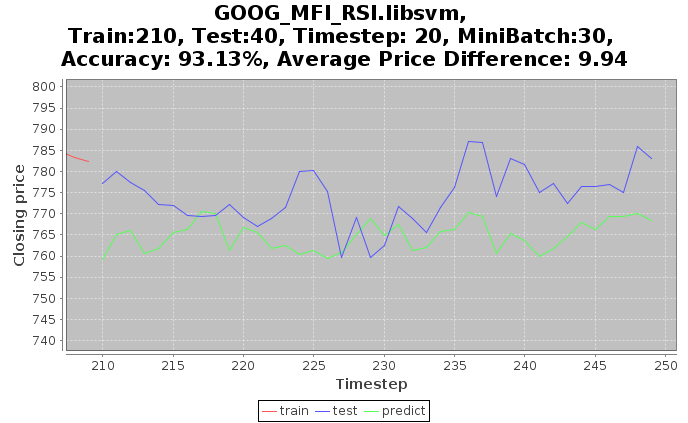 GOOG_MFI_RSI.libsvm,
Train:210, Test:40, Timestep: 20, MiniBatch:30,
Accuracy: 93.13%, Average Price Difference: 9.94
Closing price
800
795
790
785
780
775
770
765
760
755
750
745
740
210 215 220 225 230 235 240 245 250
Timestep
train test predict